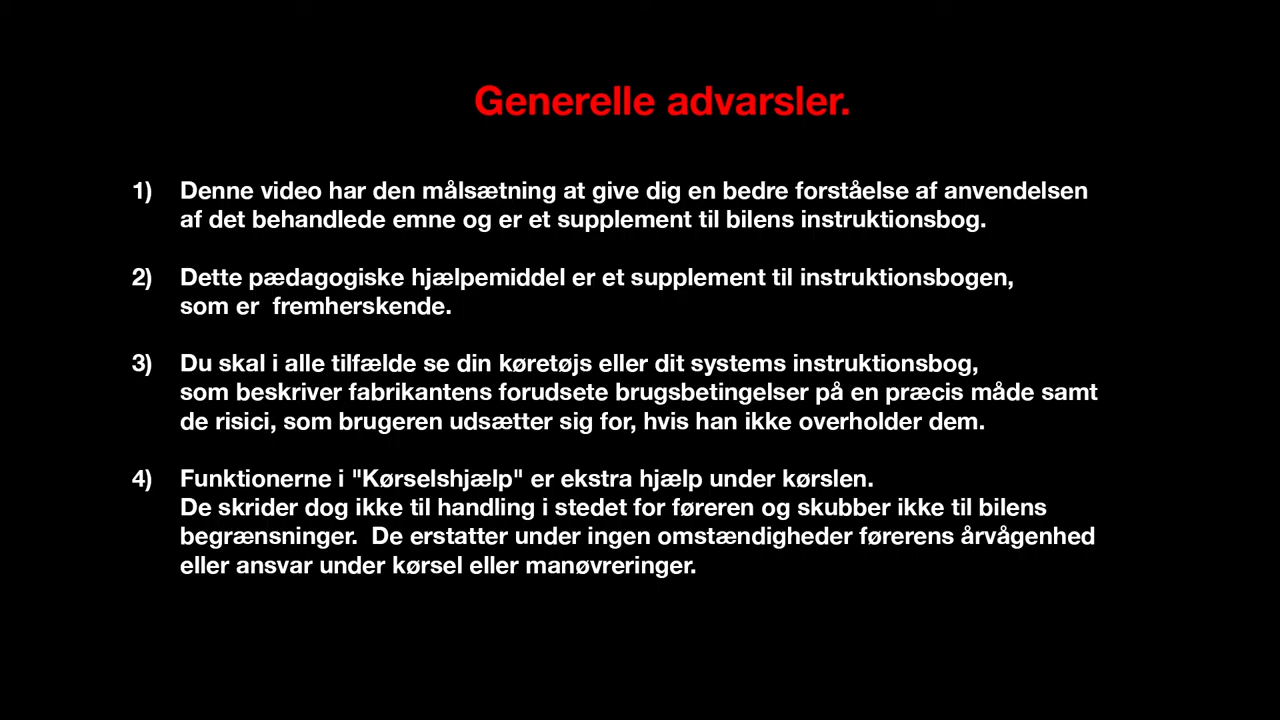 Generelle advarsler.
1) Denne video har den målsætning at give dig en bedre forståelse af anvendelsen
af det behandlede emne og er et supplement til bilens instruktionsbog.
2) Dette pædagogiske hjælpemiddel er et supplement til instruktionsbogen,
som er  fremherskende.
3) Du skal i alle tilfælde se din køretøjs eller dit systems instruktionsbog,
som beskriver fabrikantens forudsete brugsbetingelser på en præcis måde samt
de risici, som brugeren udsætter sig for, hvis han ikke overholder dem.
4) Funktionerne i "Kørselshjælp" er ekstra hjælp under kørslen.
De skrider dog ikke til handling i stedet for føreren og skubber ikke til bilens
begrænsninger.  De erstatter under ingen omstændigheder førerens årvågenhed
eller ansvar under kørsel eller manøvreringer.